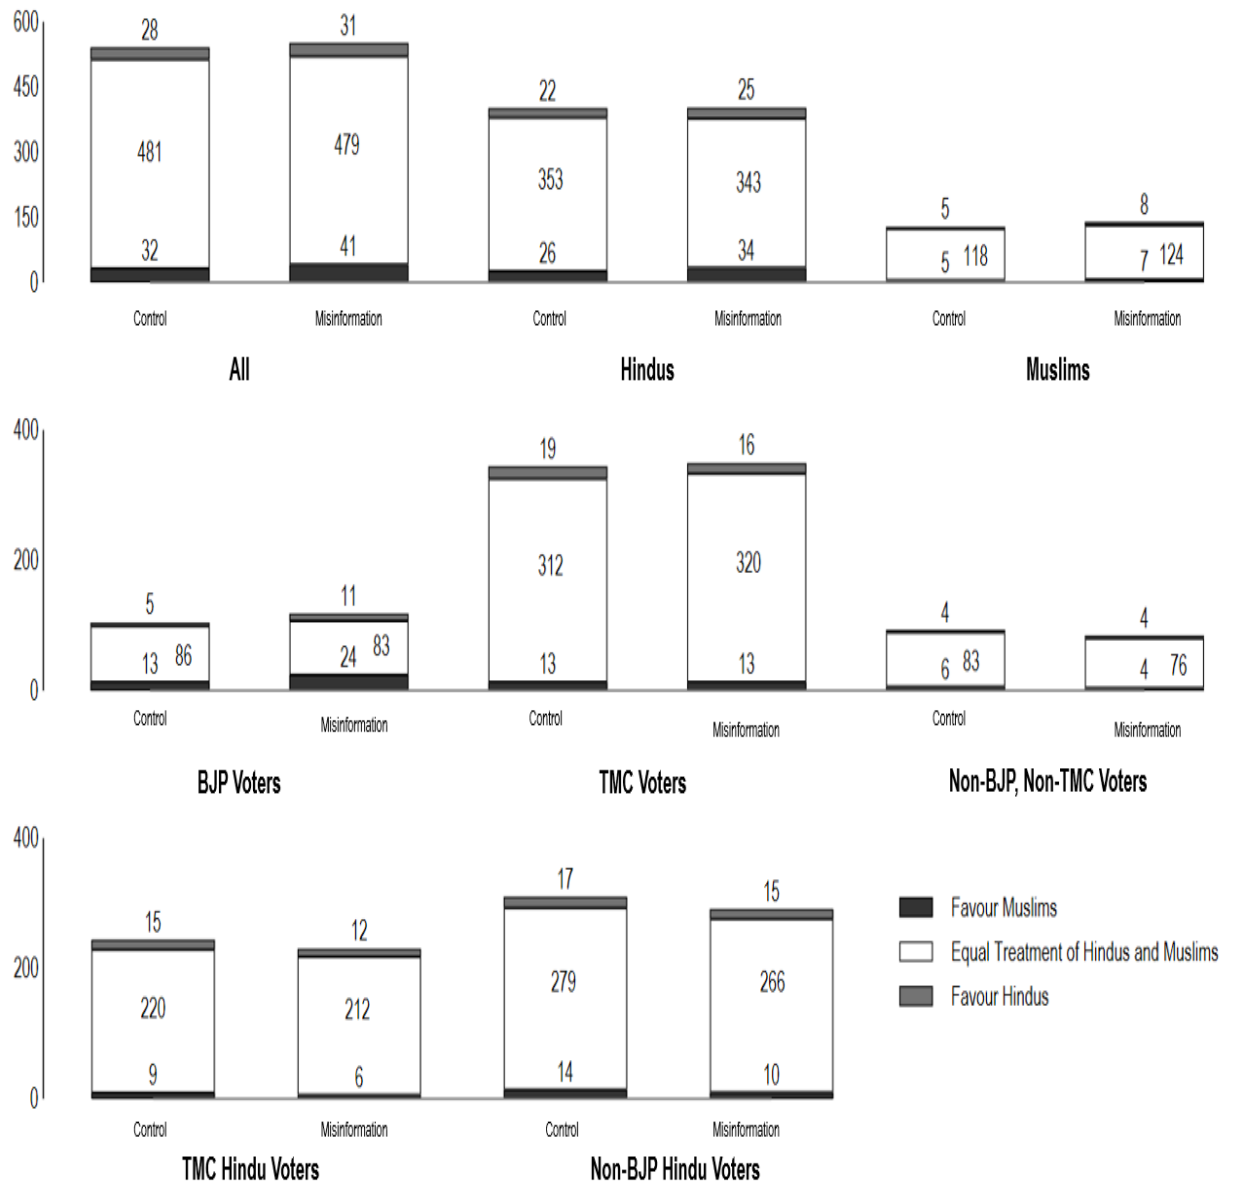 600
450
300
150
0
28 31 22 25 5 8
481 479 353 343 118 124
32 41 26 34 5 7
Control Misinformation Control Misinformation Control Misinformation
All Hindus Muslims
400
200
0
5 11 19 16 4 4
86 83 312 320 83 76
13 24 13 13 6 4
Control Misinformation Control Misinformation Control Misinformation
BJP Voters TMC Voters Non-BJP, Non-TMC Voters
400
200
0
15 12 17 15
220 212 279 266
9 6 14 10
Control Misinformation Control Misinformation
TMC Hindu Voters Non-BJP Hindu Voters
Favour Muslims
Equal Treatment of Hindus and Muslims
Favour Hindus